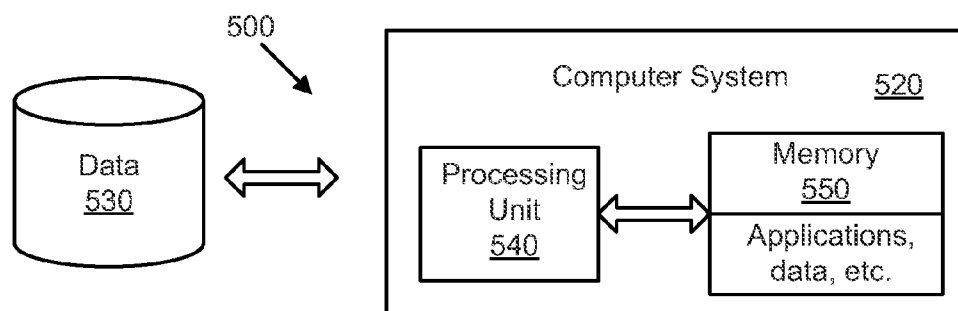 500
Computer System
520
Data
530
Processing
Unit
540
Memory
550
Applications,
data, etc.